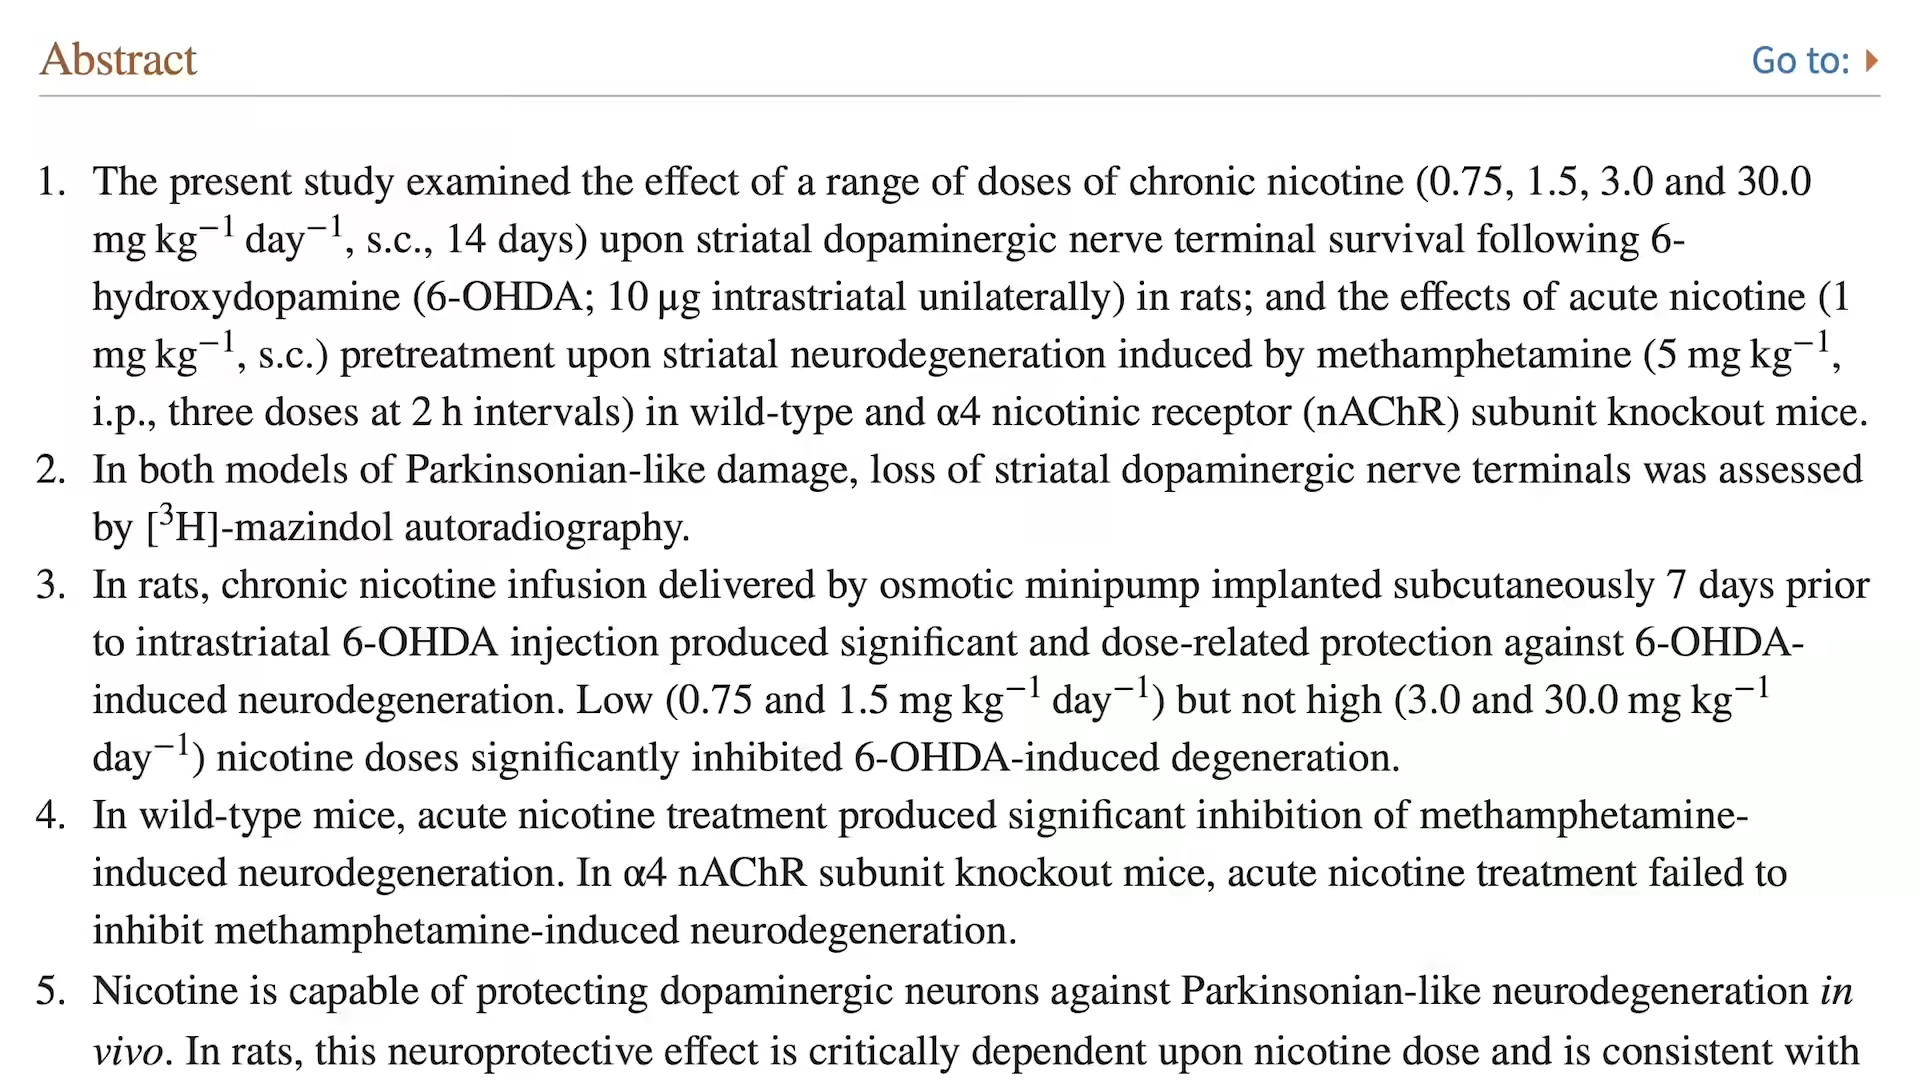 Abstract
Go to:
1. The present study examined the effect of a range of doses of chronic nicotine (0.75, 1.5, 3.0 and 30.0
mg kg⁻¹ day⁻¹, s.c., 14 days) upon striatal dopaminergic nerve terminal survival following 6-
hydroxydopamine (6-OHDA; 10 μg intrastriatal unilaterally) in rats; and the effects of acute nicotine (1
mg kg⁻¹, s.c.) pretreatment upon striatal neurodegeneration induced by methamphetamine (5 mg kg⁻¹,
i.p., three doses at 2 h intervals) in wild-type and α4 nicotinic receptor (nAChR) subunit knockout mice.
2. In both models of Parkinsonian-like damage, loss of striatal dopaminergic nerve terminals was assessed
by [³H]-mazindol autoradiography.
3. In rats, chronic nicotine infusion delivered by osmotic minipump implanted subcutaneously 7 days prior
to intrastriatal 6-OHDA injection produced significant and dose-related protection against 6-OHDA-
induced neurodegeneration. Low (0.75 and 1.5 mg kg⁻¹ day⁻¹) but not high (3.0 and 30.0 mg kg⁻¹
day⁻¹) nicotine doses significantly inhibited 6-OHDA-induced degeneration.
4. In wild-type mice, acute nicotine treatment produced significant inhibition of methamphetamine-
induced neurodegeneration. In α4 nAChR subunit knockout mice, acute nicotine treatment failed to
inhibit methamphetamine-induced neurodegeneration.
5. Nicotine is capable of protecting dopaminergic neurons against Parkinsonian-like neurodegeneration in
vivo. In rats, this neuroprotective effect is critically dependent upon nicotine dose and is consistent with